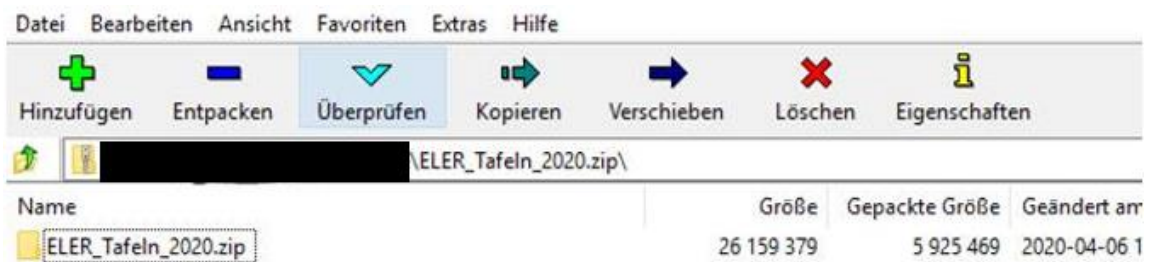 Datei Bearbeiten Ansicht Favoriten Extras Hilfe
Hinzufügen Entpacken Überprüfen Kopieren Verschieben Löschen Eigenschaften
\ELER_Tafeln_2020.zip\
Name Größe Gepackte Größe Geändert am
ELER_Tafeln_2020.zip 26 159 379 5 925 469 2020-04-06 1